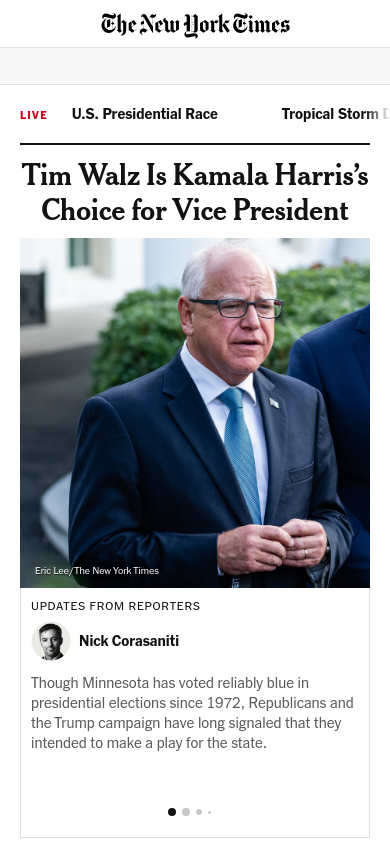 The New York Times
LIVE
U.S. Presidential Race
Tropical Storm
Tim Walz Is Kamala Harris’s
Choice for Vice President
Eric Lee/The New York Times
UPDATES FROM REPORTERS
Nick Corasaniti
Though Minnesota has voted reliably blue in
presidential elections since 1972, Republicans and
the Trump campaign have long signaled that they
intended to make a play for the state.